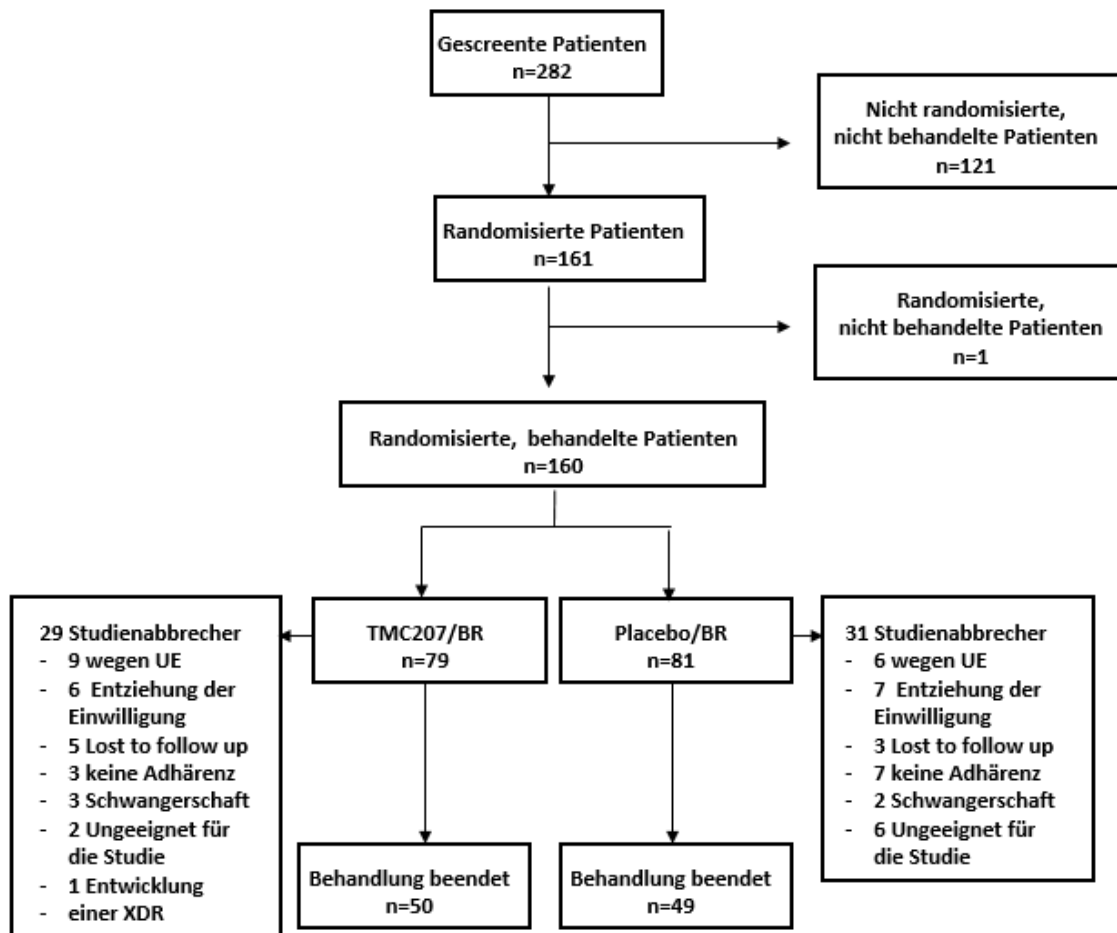 Gescreente Patienten
n=282
Nicht randomisierte,
nicht behandelte Patienten
n=121
Randomisierte Patienten
n=161
Randomisierte,
nicht behandelte Patienten
n=1
Randomisierte, behandelte Patienten
n=160
29 Studienabbrecher
- 9 wegen UE
- 6 Entziehung der
Einwilligung
- 5 Lost to follow up
- 3 keine Adhärenz
- 3 Schwangerschaft
- 2 Ungeeignet für
die Studie
- 1 Entwicklung
- einer XDR
TMC207/BR
n=79
Placebo/BR
n=81
31 Studienabbrecher
- 6 wegen UE
- 7 Entziehung der
Einwilligung
- 3 Lost to follow up
- 7 keine Adhärenz
- 2 Schwangerschaft
- 6 Ungeeignet für
die Studie
Behandlung beendet
n=50
Behandlung beendet
n=49